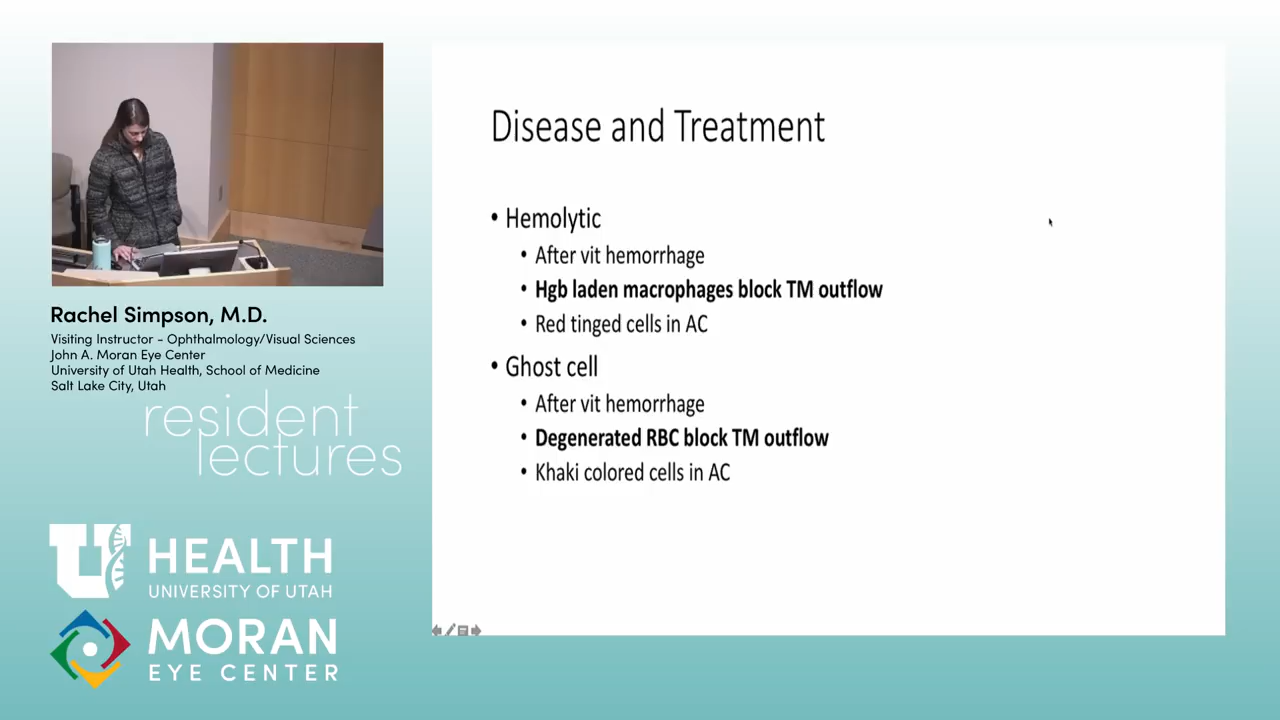 Rachel Simpson, M.D.
Visiting Instructor – Ophthalmology/Visual Sciences
John A. Moran Eye Center
University of Utah Health, School of Medicine
Salt Lake City, Utah
resident
lectures
U HEALTH
UNIVERSITY OF UTAH
MORAN
EYE CENTER
Disease and Treatment
• Hemolytic
• After vit hemorrhage
• Hgb laden macrophages block TM outflow
• Red tinged cells in AC
• Ghost cell
• After vit hemorrhage
• Degenerated RBC block TM outflow
• Khaki colored cells in AC